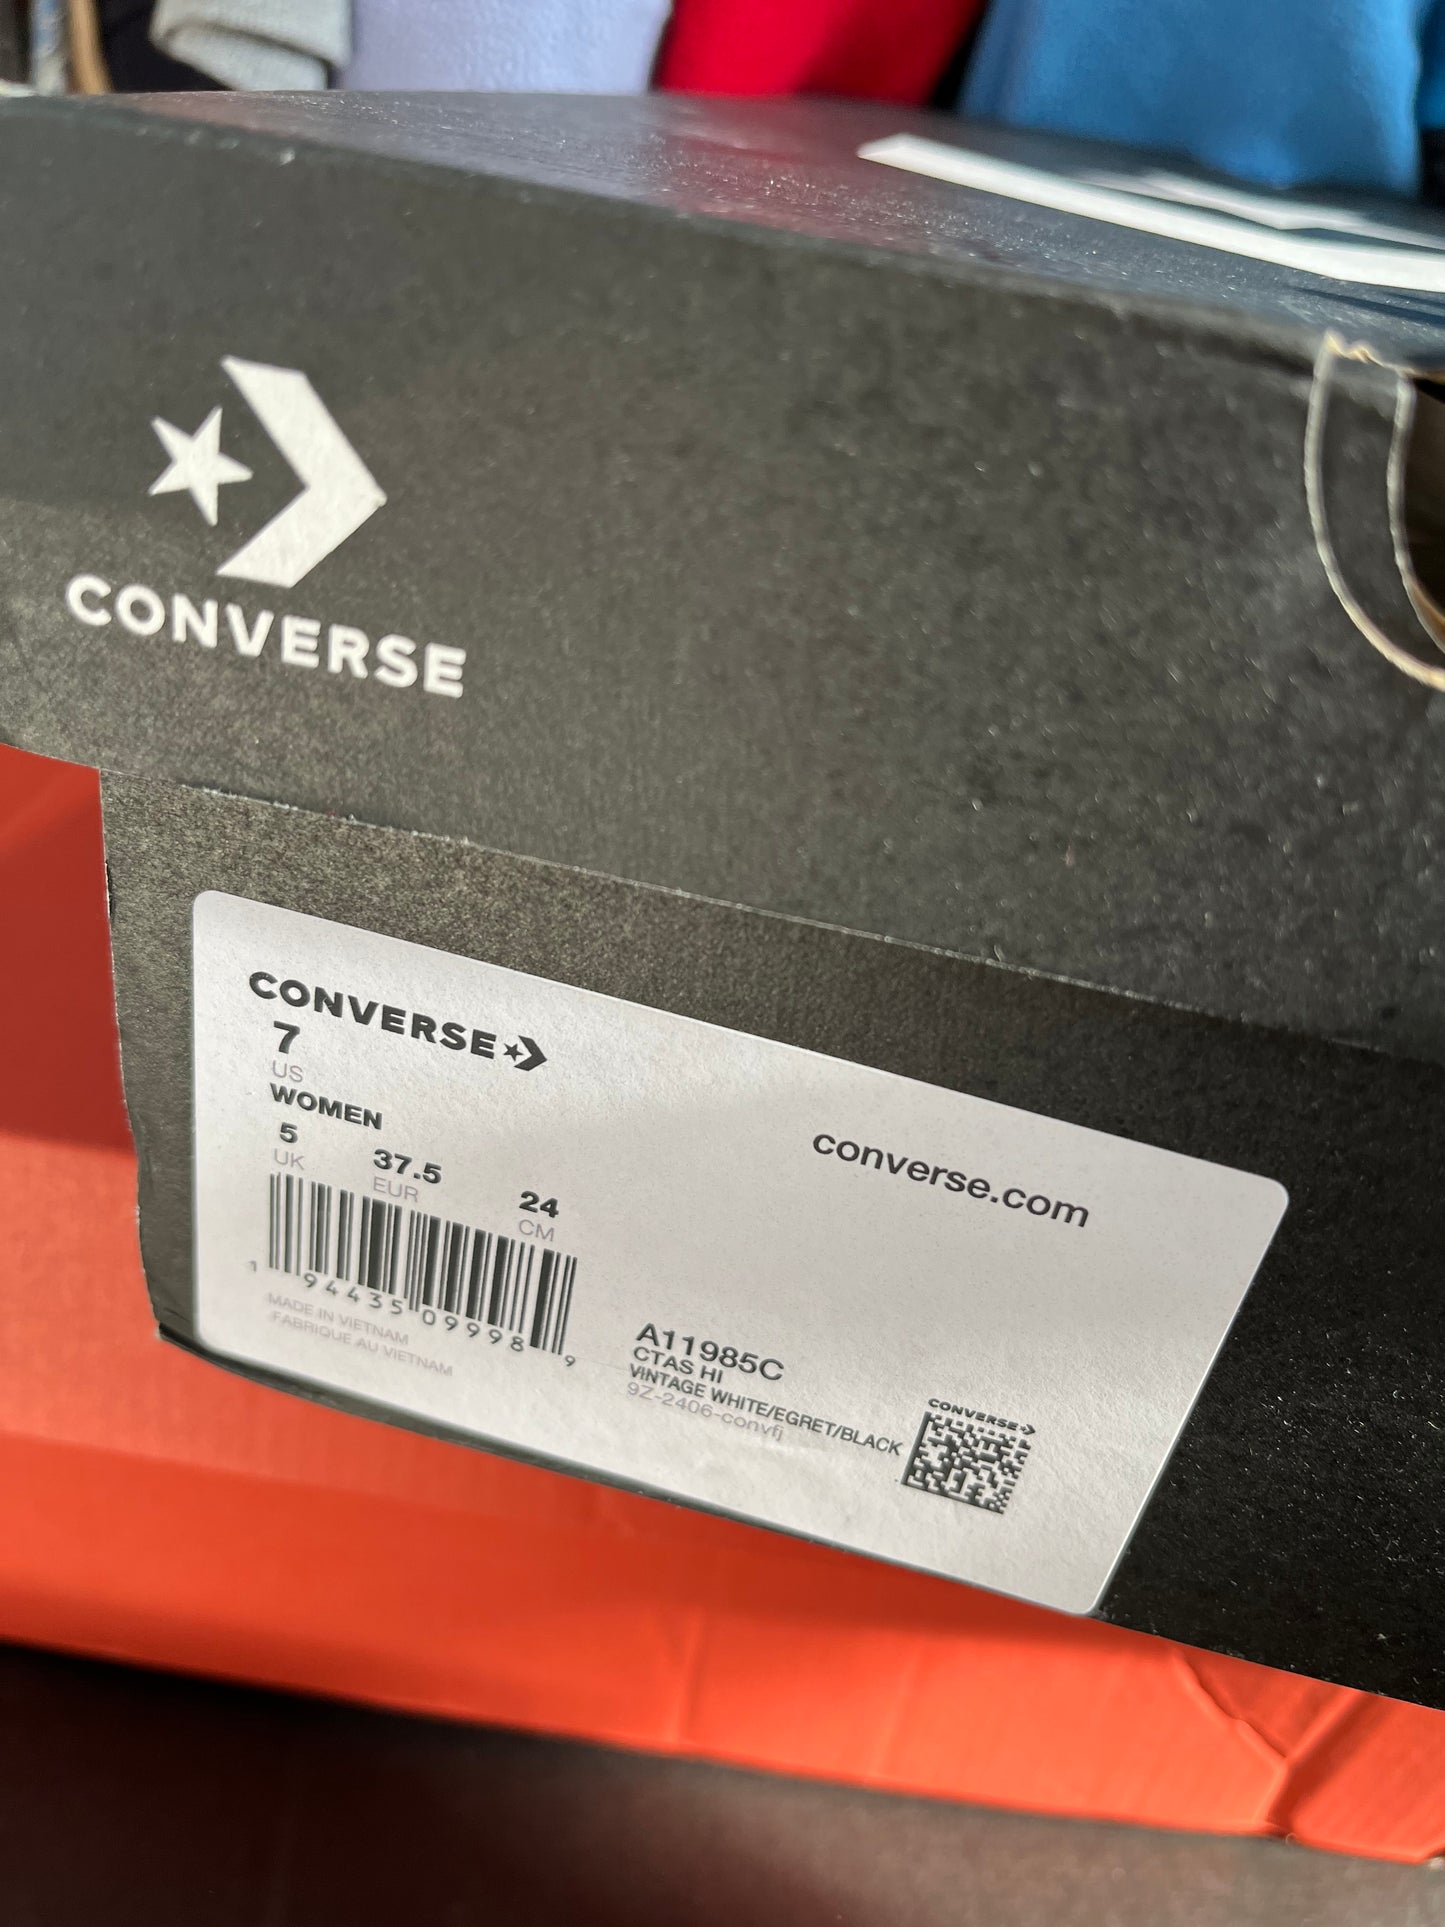 CONVERSE
CONVERSE
7
US
WOMEN
5 37.5 24
UK EUR CM
converse.com
1 94435 09998 9
MADE IN VIETNAM
FABRIQUE AU VIETNAM
A11985C
CTAS HI
VINTAGE WHITE/EGRET/BLACK
9Z-2406-convfj
CONVERSE